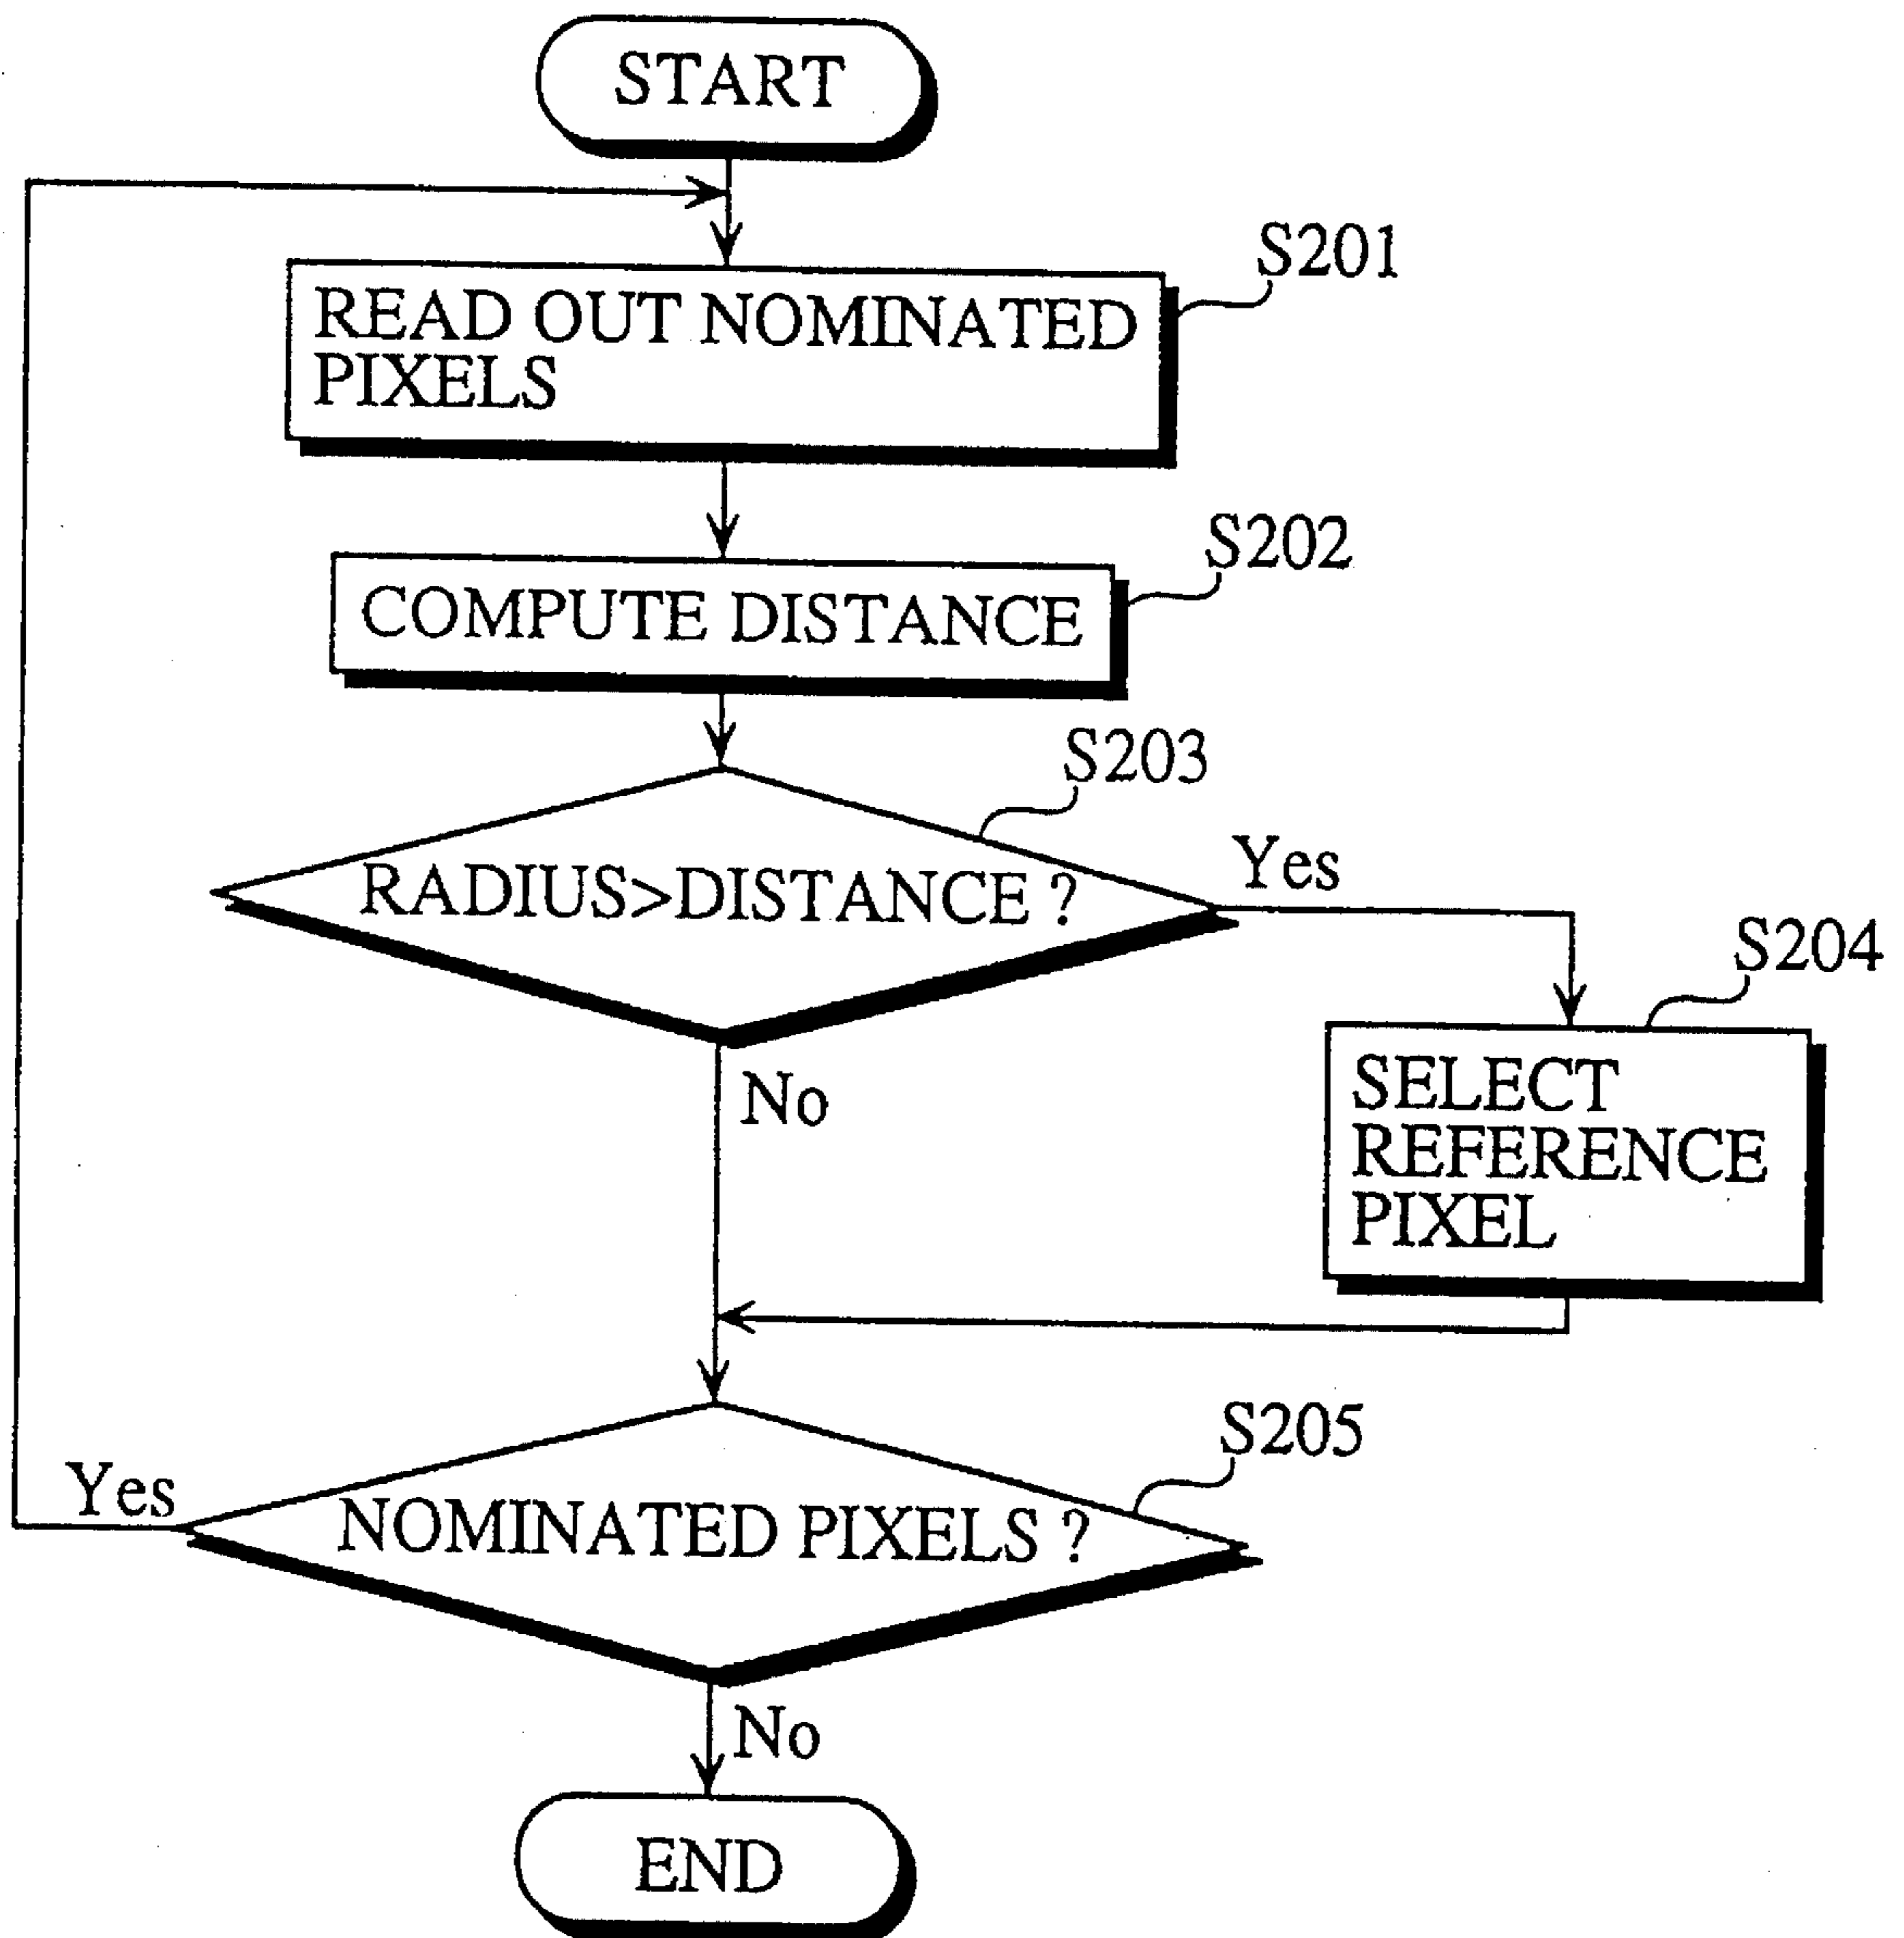 START
S201
READ OUT NOMINATED
PIXELS
S202
COMPUTE DISTANCE
S203
RADIUS>DISTANCE ?
Yes
S204
No
SELECT
REFERENCE
PIXEL
S205
Yes
NOMINATED PIXELS ?
No
END